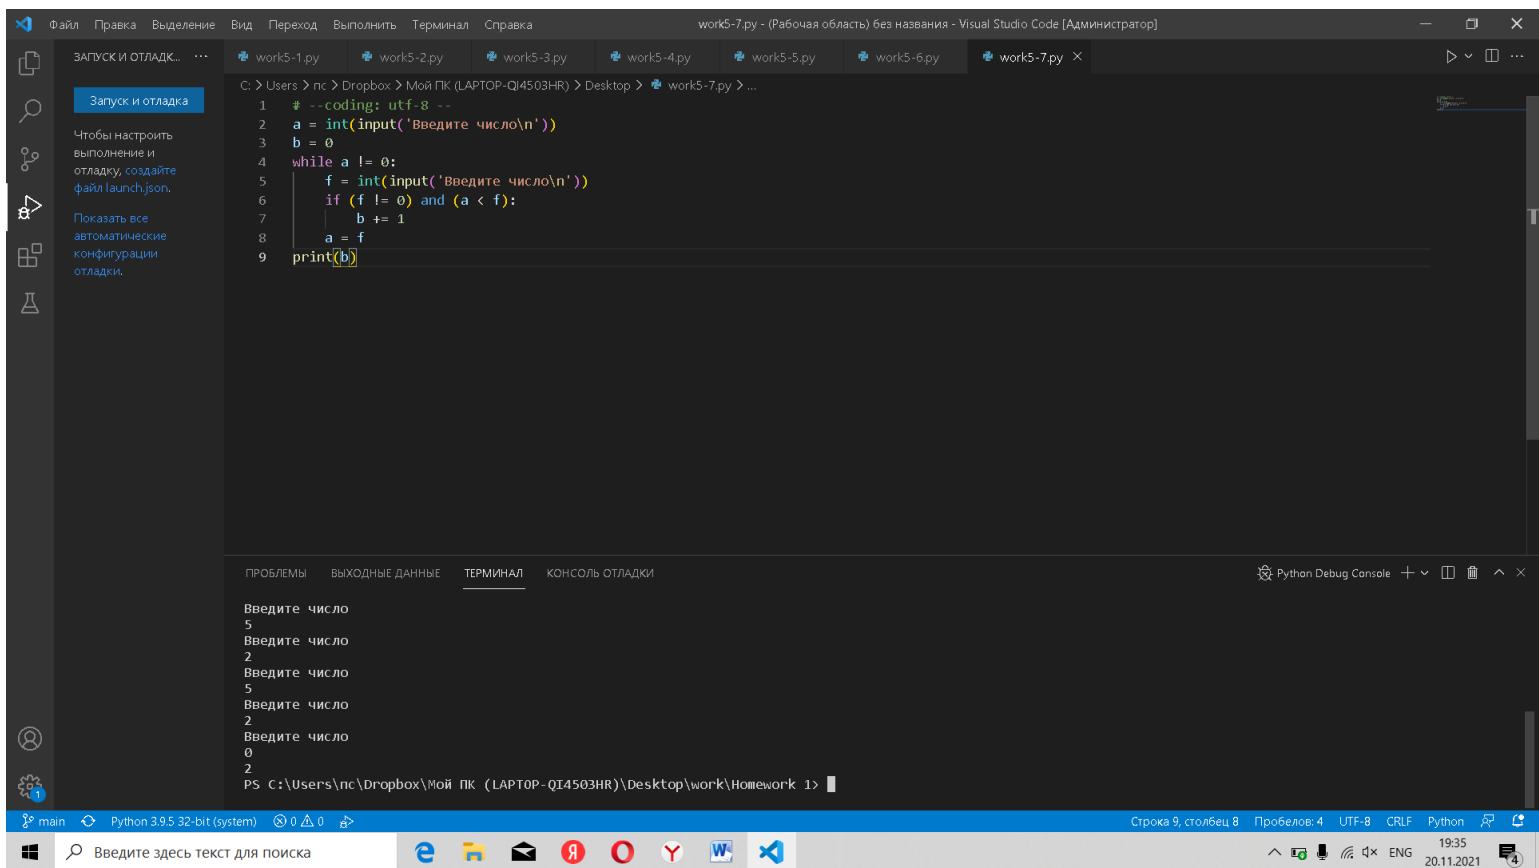 Файл Правка Выделение Вид Переход Выполнить Терминал Справка work5-7.py - (Рабочая область) без названия - Visual Studio Code [Администратор]
ЗАПУСК И ОТЛАДК... ···
work5-1.py work5-2.py work5-3.py work5-4.py work5-5.py work5-6.py work5-7.py
C: > Users > пс > Dropbox > Мой ПК (LAPTOP-QI4503HR) > Desktop > work5-7.py > ...
Запуск и отладка
Чтобы настроить
выполнение и
отладку, создайте
файл launch.json.
Показать все
автоматические
конфигурации
отладки.
1 # --coding: utf-8 --
2 a = int(input('Введите число\n'))
3 b = 0
4 while a != 0:
5 f = int(input('Введите число\n'))
6 if (f != 0) and (a < f):
7 b += 1
8 a = f
9 print(b)
ПРОБЛЕМЫ ВЫХОДНЫЕ ДАННЫЕ ТЕРМИНАЛ КОНСОЛЬ ОТЛАДКИ Python Debug Console
Введите число
5
Введите число
2
Введите число
5
Введите число
2
Введите число
0
2
PS C:\Users\пс\Dropbox\Мой ПК (LAPTOP-QI4503HR)\Desktop\work\Homework 1>
1
main Python 3.9.5 32-bit (system) 0 0 Строка 9, столбец 8 Пробелов: 4 UTF-8 CRLF Python
Введите здесь текст для поиска
ENG
19:35
20.11.2021
4